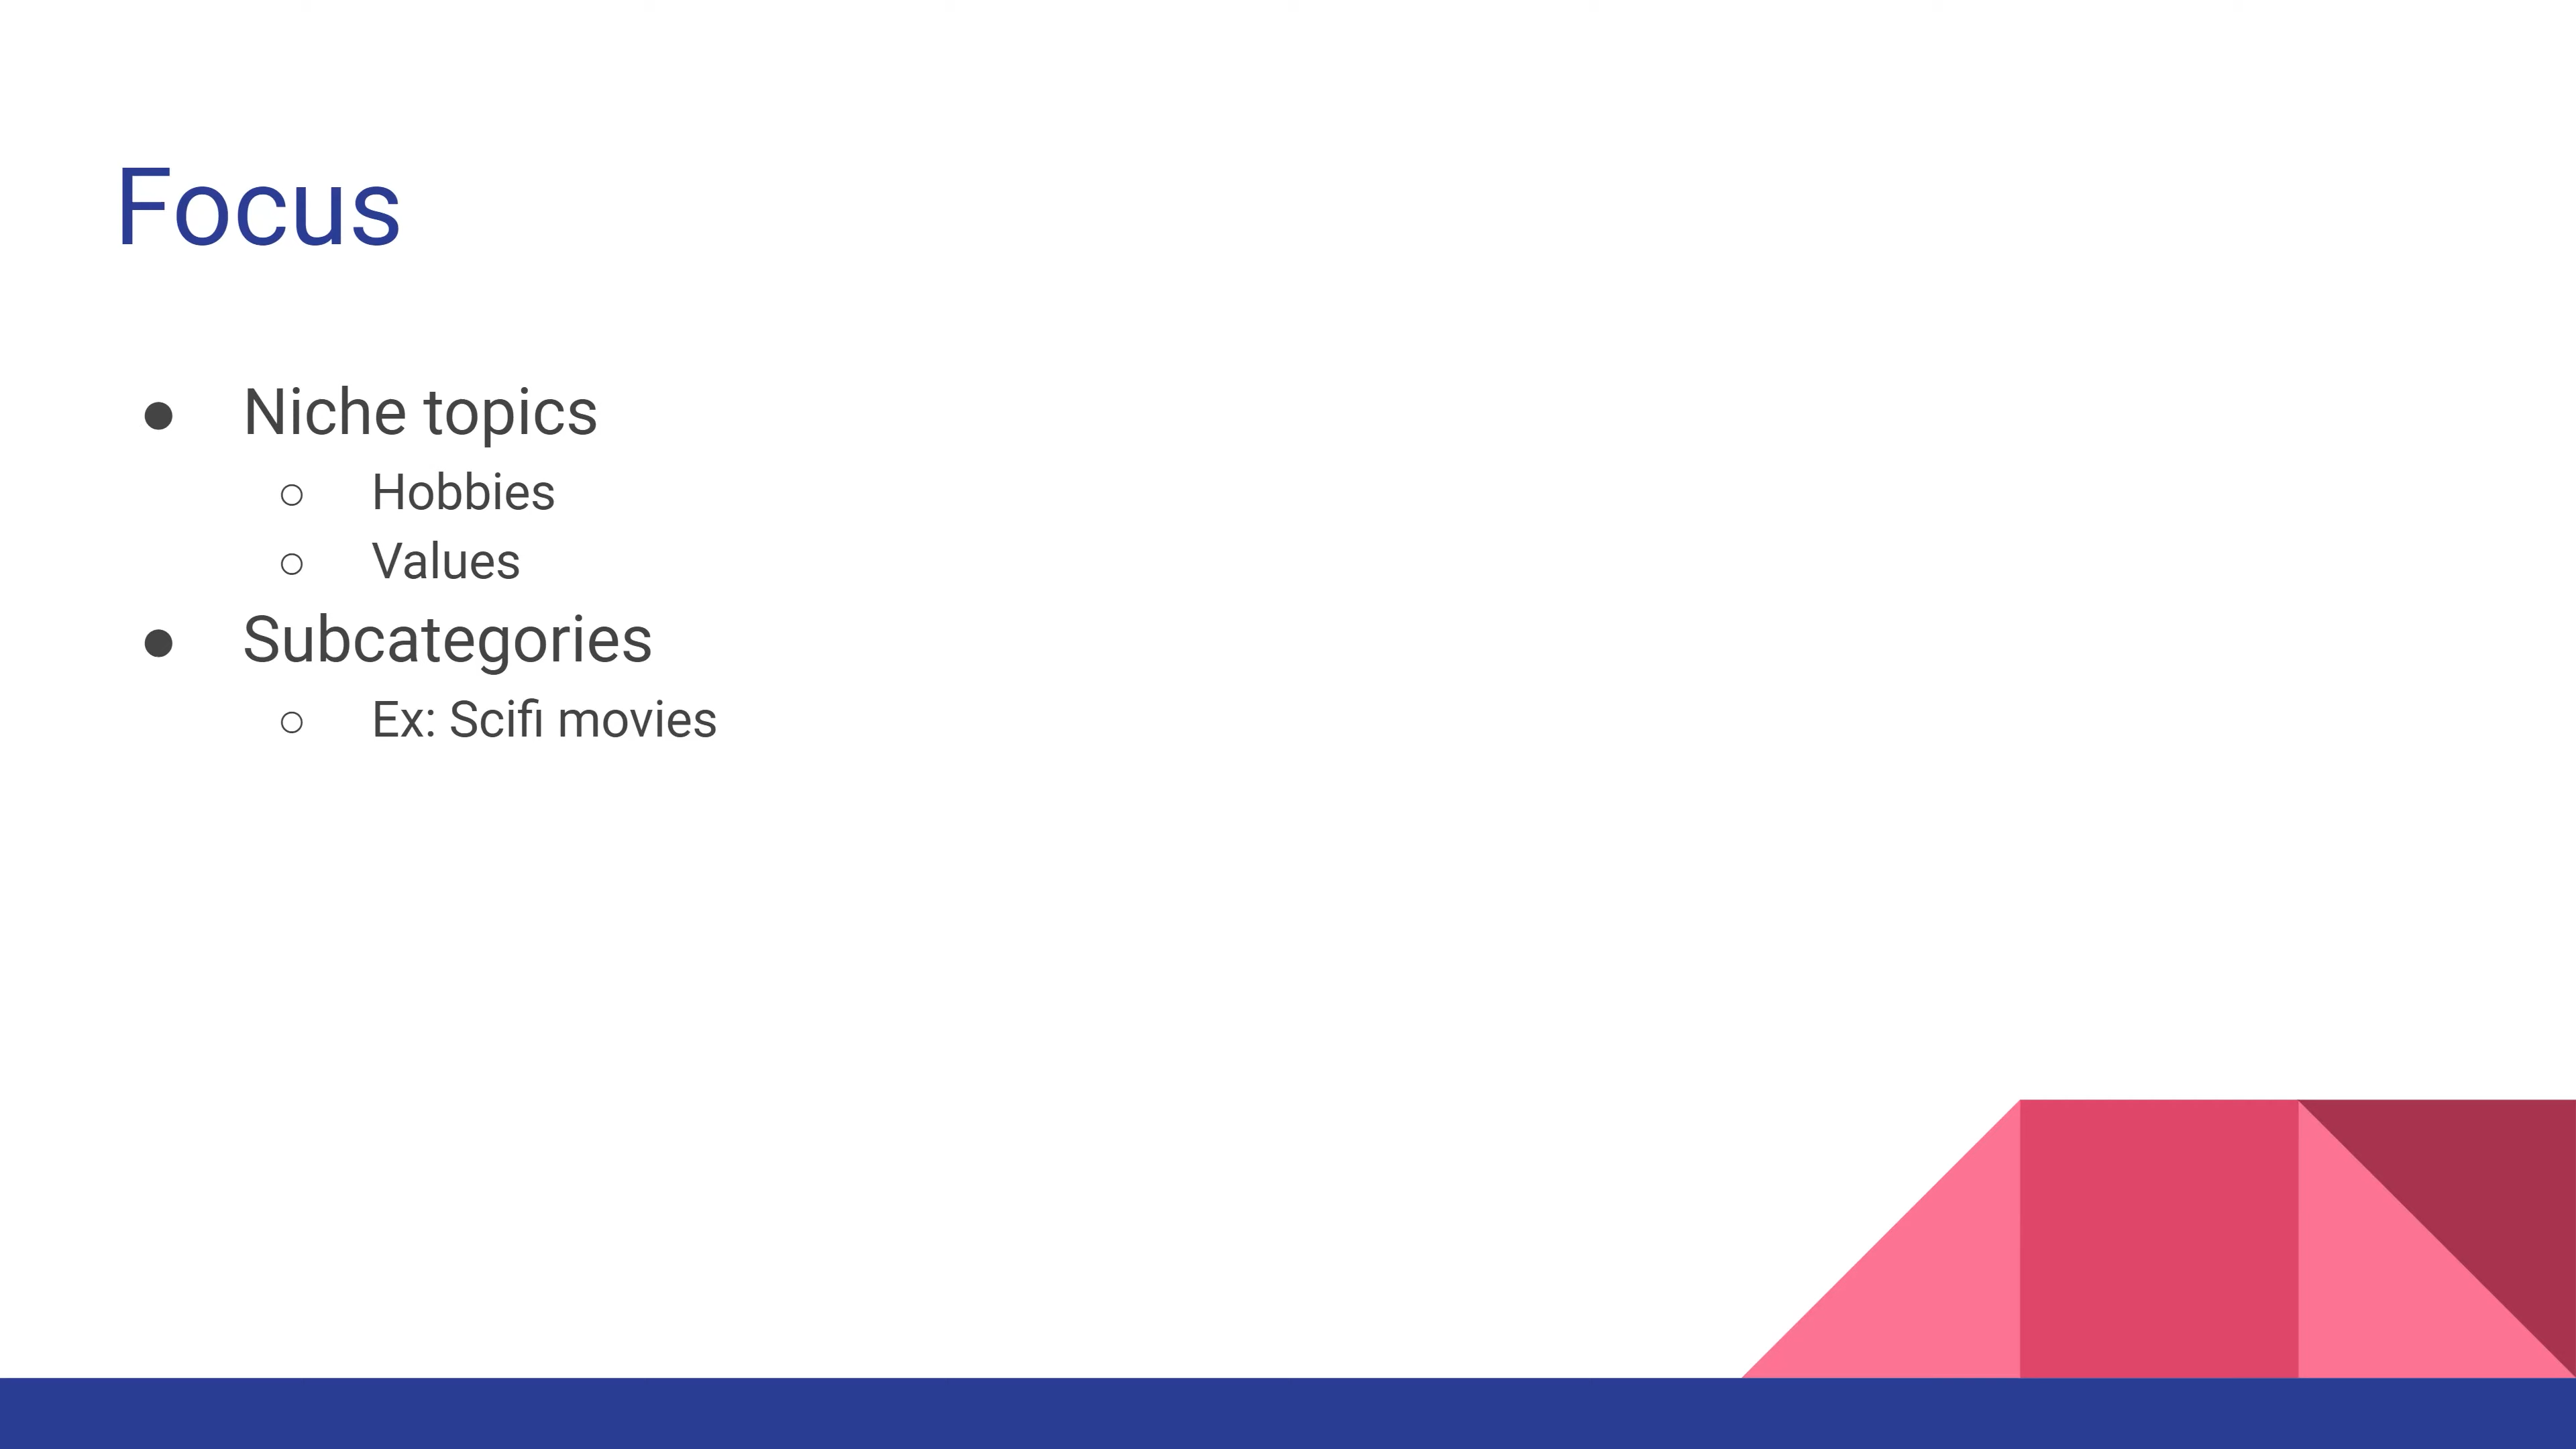 Focus
● Niche topics
○ Hobbies
○ Values
● Subcategories
○ Ex: Scifi movies